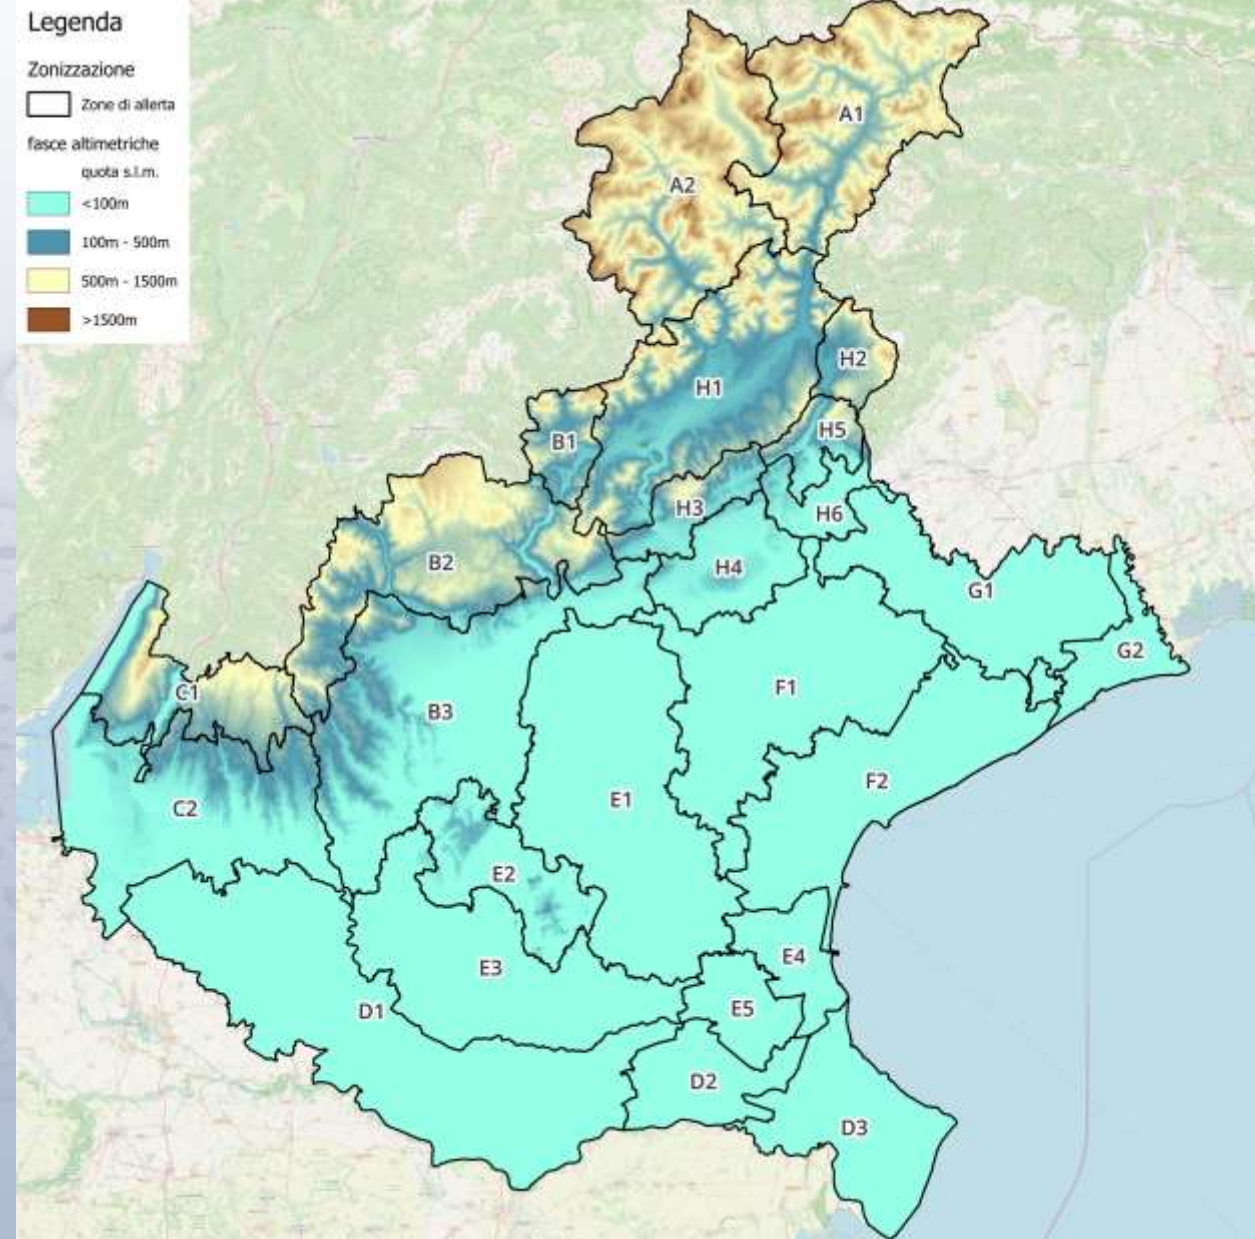 Legenda
Zonizzazione
Zone di allerta
fasce altimetriche
quota s.l.m.
<100m
100m - 500m
500m - 1500m
>1500m
A1
A2
H2
H1
H5
B1
H3
H6
B2
H4
G1
G2
C1
F1
B3
F2
E1
C2
E2
E4
E3
E5
D1
D2
D3